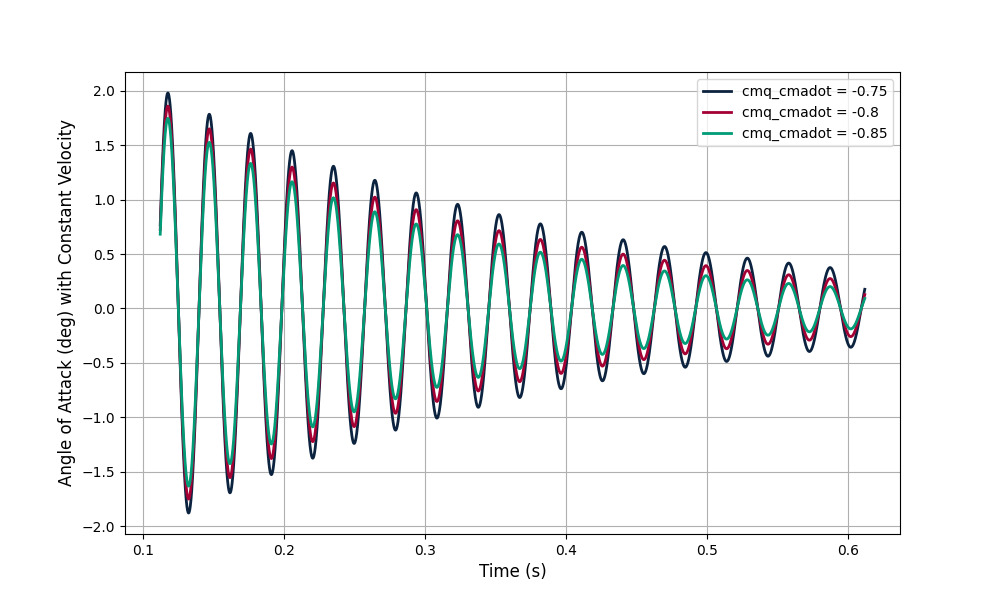 cmq_cmadot = -0.75
cmq_cmadot = -0.8
cmq_cmadot = -0.85
Angle of Attack (deg) with Constant Velocity
2.0
1.5
1.0
0.5
0.0
−0.5
−1.0
−1.5
−2.0
0.1 0.2 0.3 0.4 0.5 0.6
Time (s)